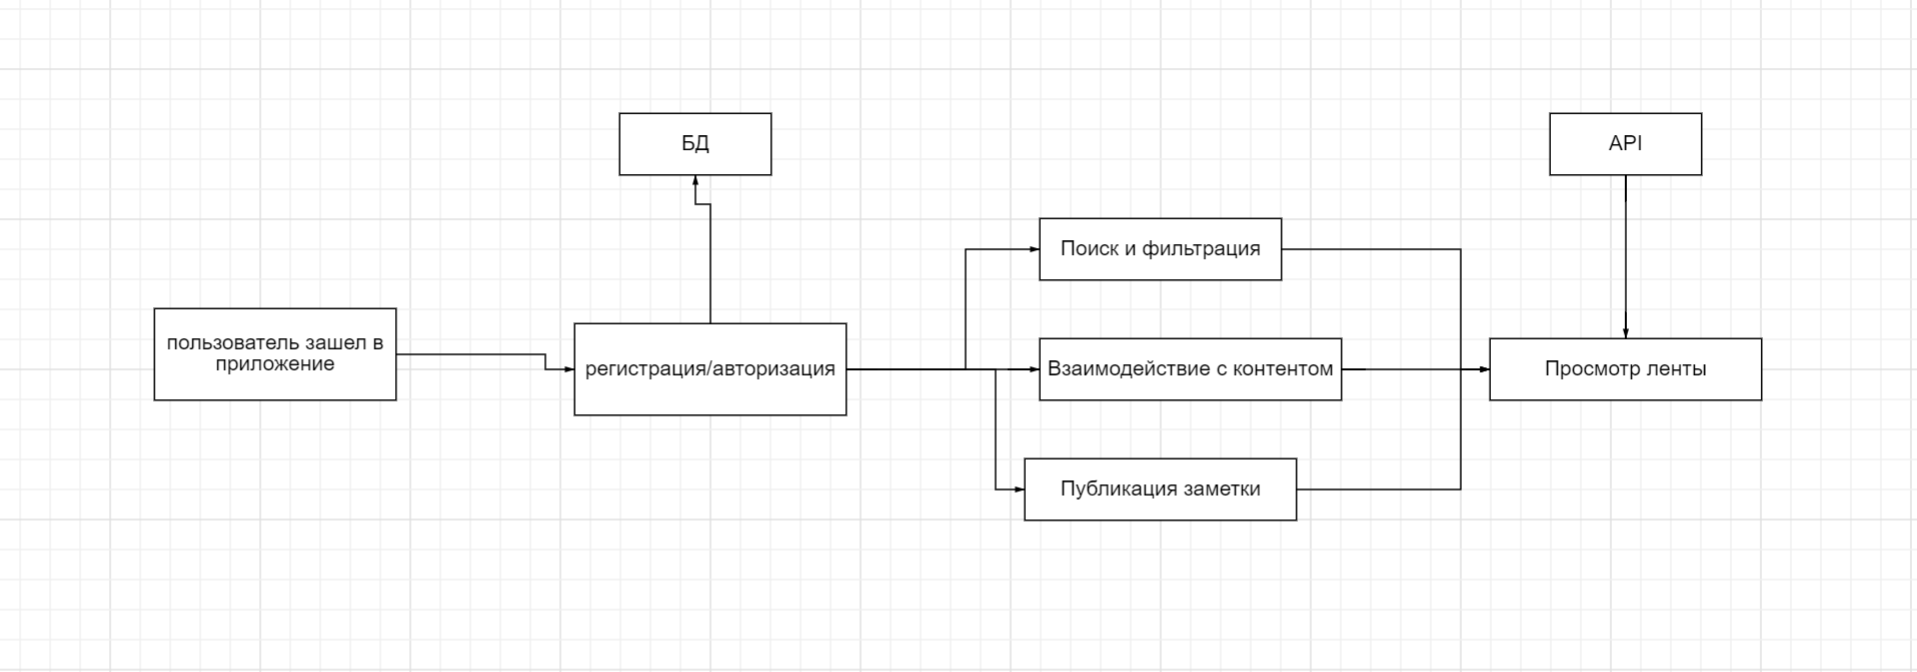 БД
API
Поиск и фильтрация
пользователь зашел в
приложение
регистрация/авторизация
Взаимодействие с контентом
Просмотр ленты
Публикация заметки